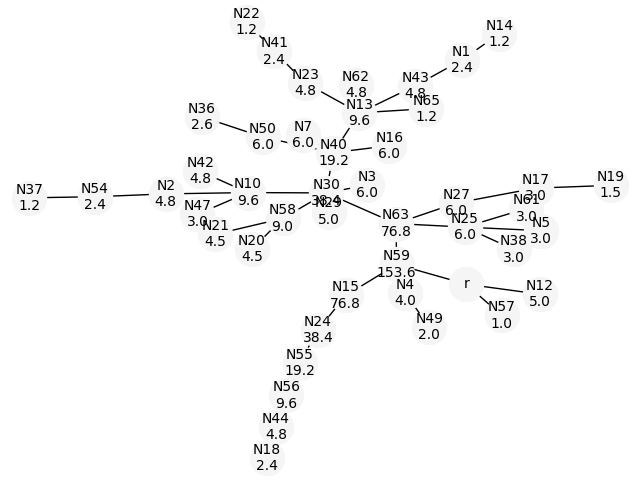 N22
1.2
N14
1.2
N41
2.4
N1
2.4
N23
4.8
N62
4.8
N43
4.8
N65
1.2
N13
9.6
N36
2.6
N50
6.0
N7
6.0
N40
19.2
N16
6.0
N42
4.8
N37
1.2
N54
2.4
N2
4.8
N10
9.6
N30
38.4
N3
6.0
N29
5.0
N47
3.0
N21
4.5
N58
9.0
N20
4.5
N63
76.8
N27
6.0
N17
3.0
N19
1.5
N61
3.0
N25
6.0
N5
3.0
N38
3.0
N59
153.6
N15
76.8
N4
4.0
r
N12
5.0
N57
1.0
N49
2.0
N24
38.4
N55
19.2
N56
9.6
N44
4.8
N18
2.4